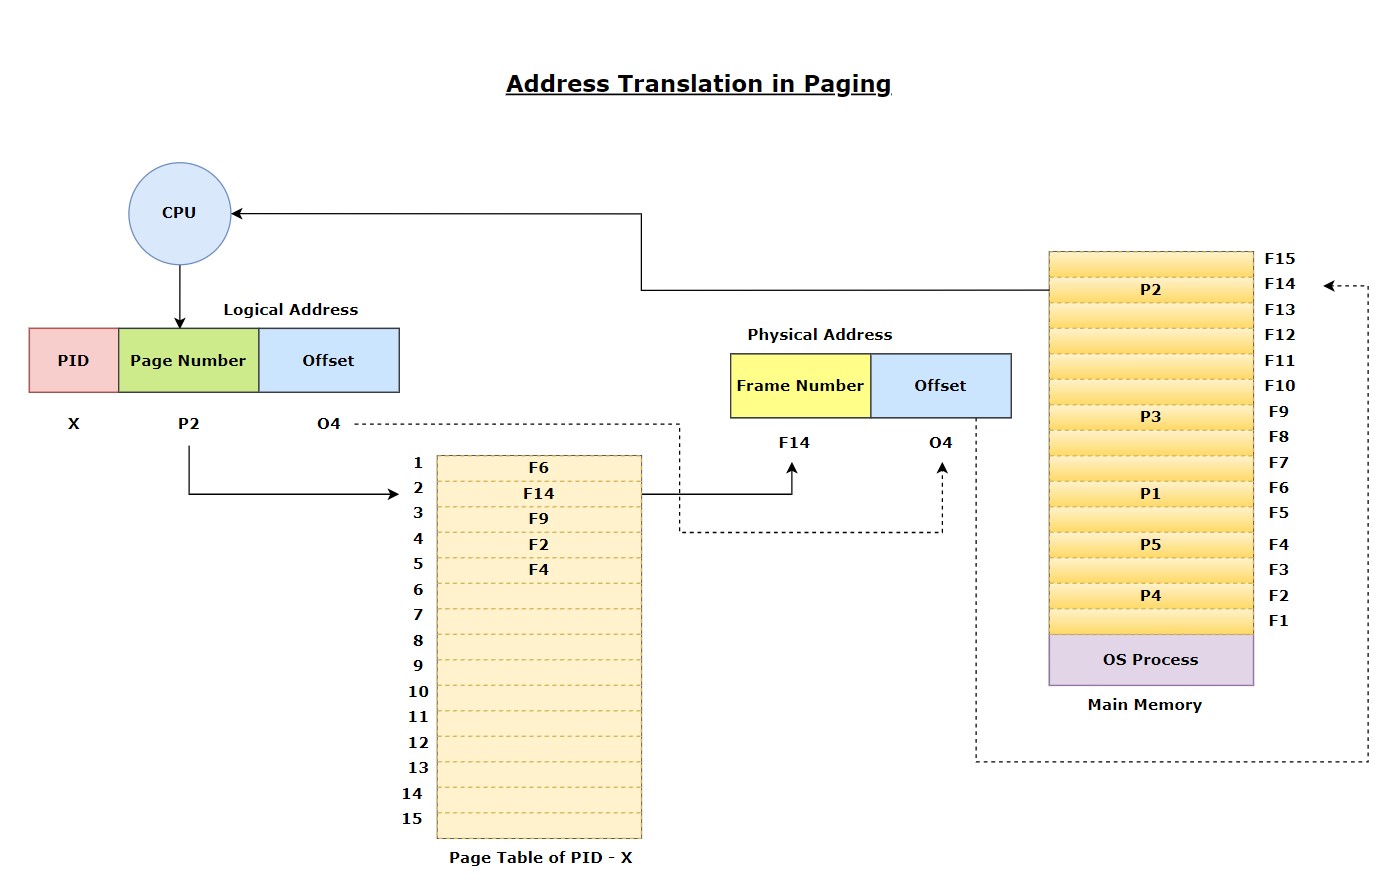 Address Translation in Paging
CPU
Logical Address
PID
Page Number
Offset
X
P2
O4
Physical Address
Frame Number
Offset
F14
O4
1
F6
2
F14
3
F9
4
F2
5
F4
6
7
8
9
10
11
12
13
14
15
Page Table of PID - X
F15
P2
F14
F13
F12
F11
F10
P3
F9
F8
F7
P1
F6
F5
P5
F4
F3
P4
F2
F1
OS Process
Main Memory